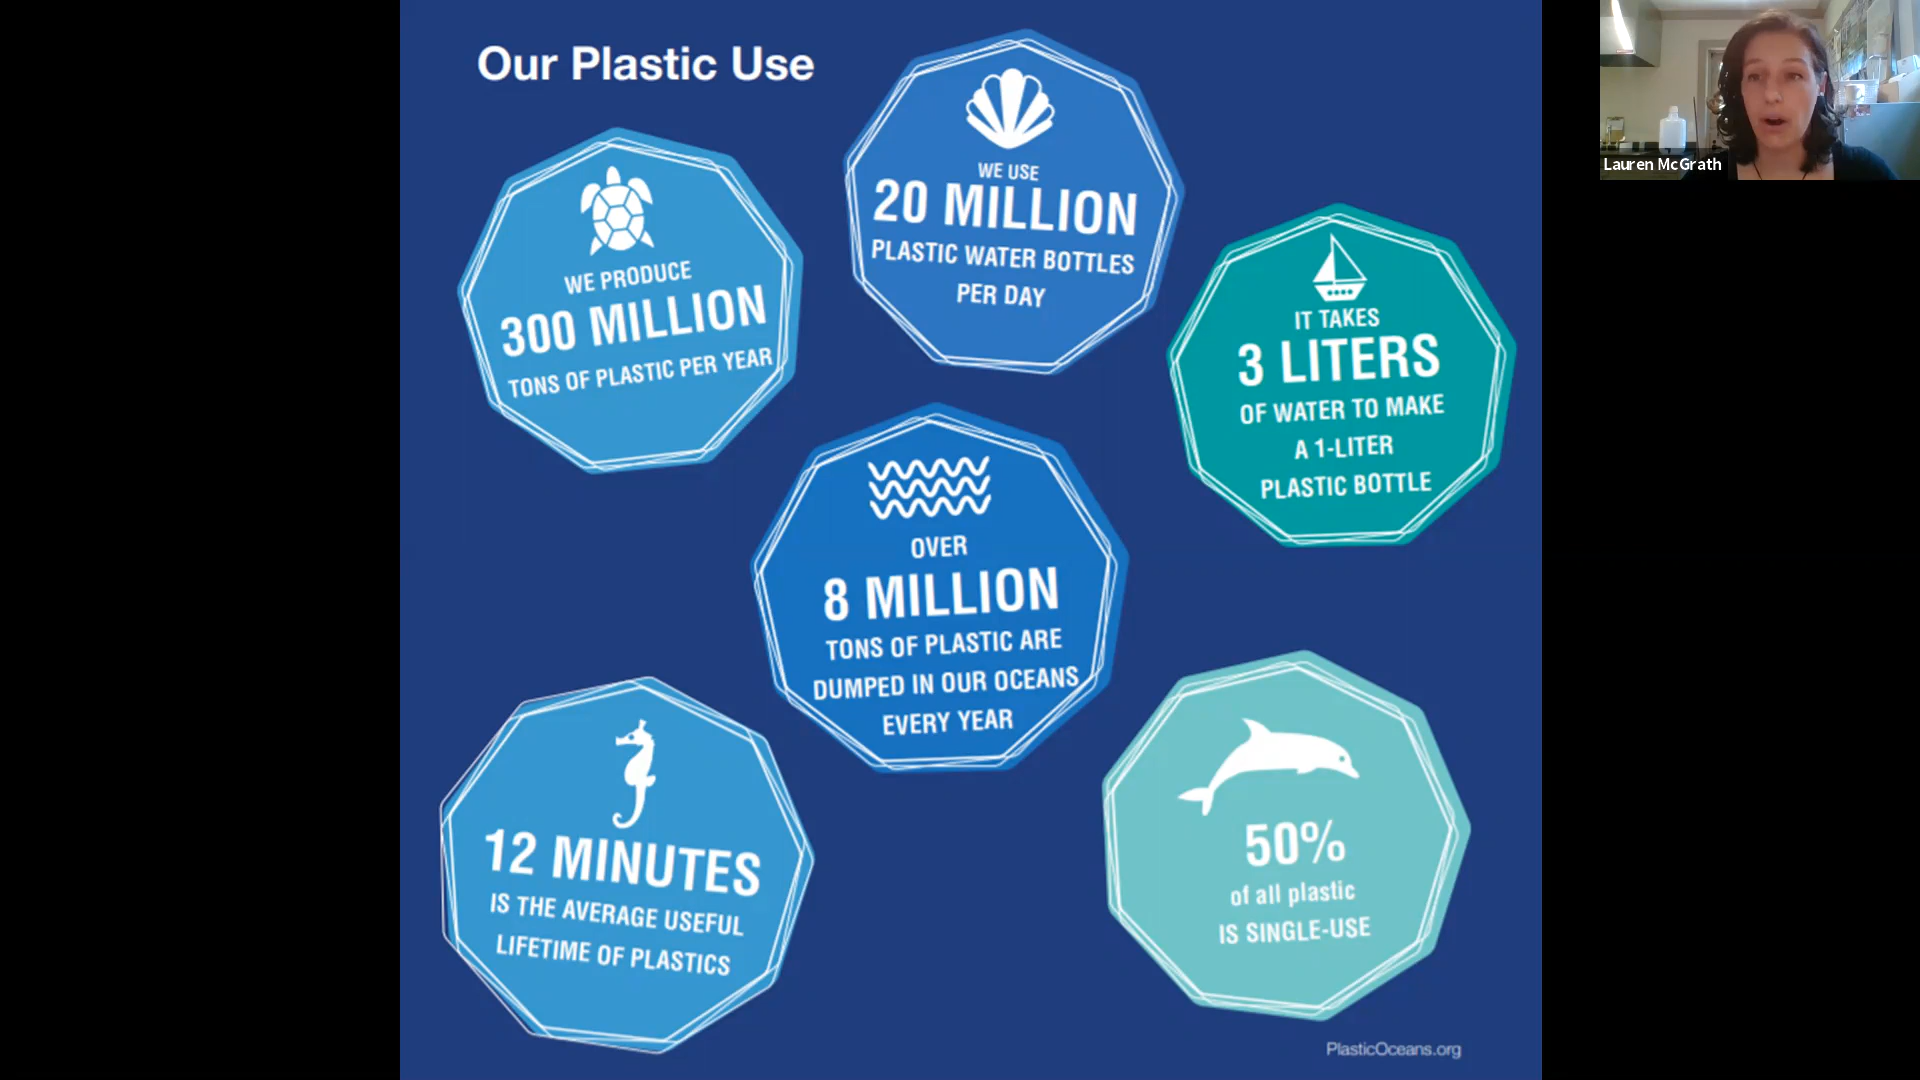 Our Plastic Use
WE PRODUCE
300 MILLION
TONS OF PLASTIC PER YEAR
WE USE
20 MILLION
PLASTIC WATER BOTTLES
PER DAY
IT TAKES
3 LITERS
OF WATER TO MAKE
A 1-LITER
PLASTIC BOTTLE
OVER
8 MILLION
TONS OF PLASTIC ARE
DUMPED IN OUR OCEANS
EVERY YEAR
12 MINUTES
IS THE AVERAGE USEFUL
LIFETIME OF PLASTICS
50%
of all plastic
IS SINGLE-USE
PlasticOceans.org
Lauren McGrath